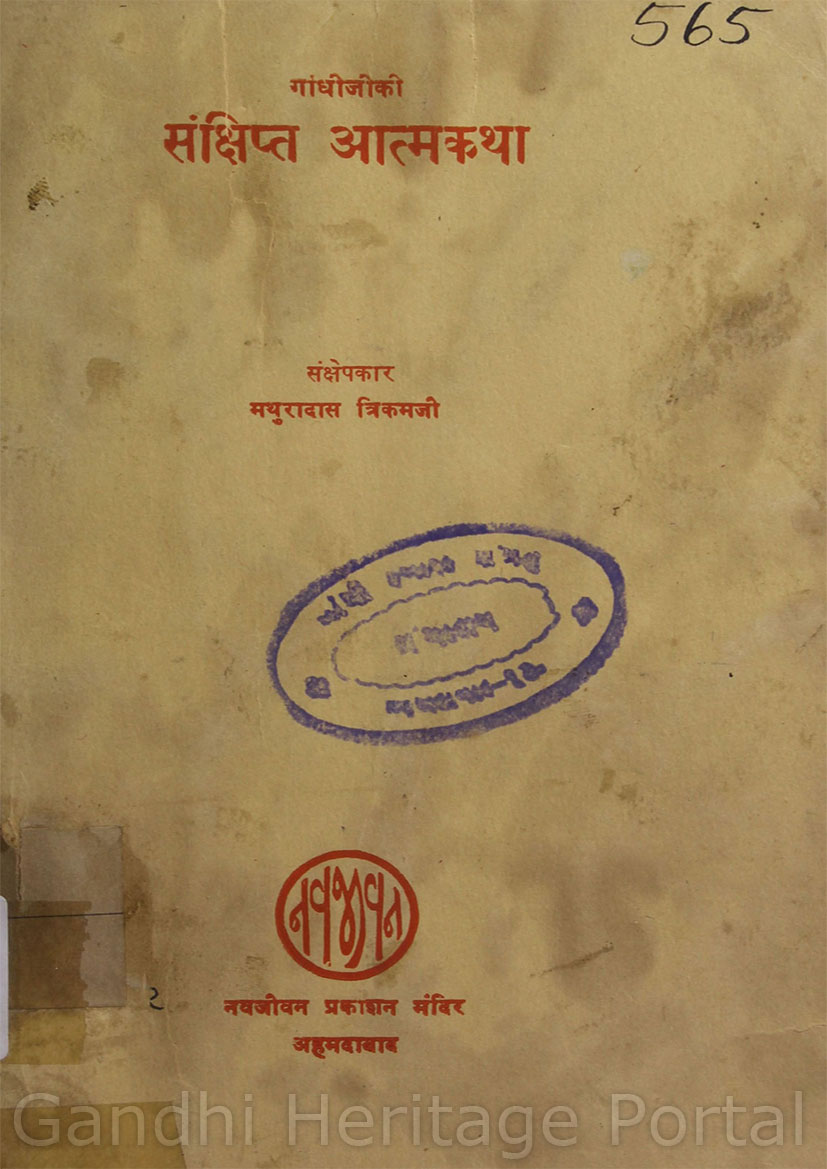 565
गांधीजीकी
संक्षिप्त आत्मकथा
संक्षेपकार
मथुरादास त्रिकमजी
नवजीवन
नवजीवन प्रकाशन मंदिर
अहमदाबाद
Gandhi Heritage Portal